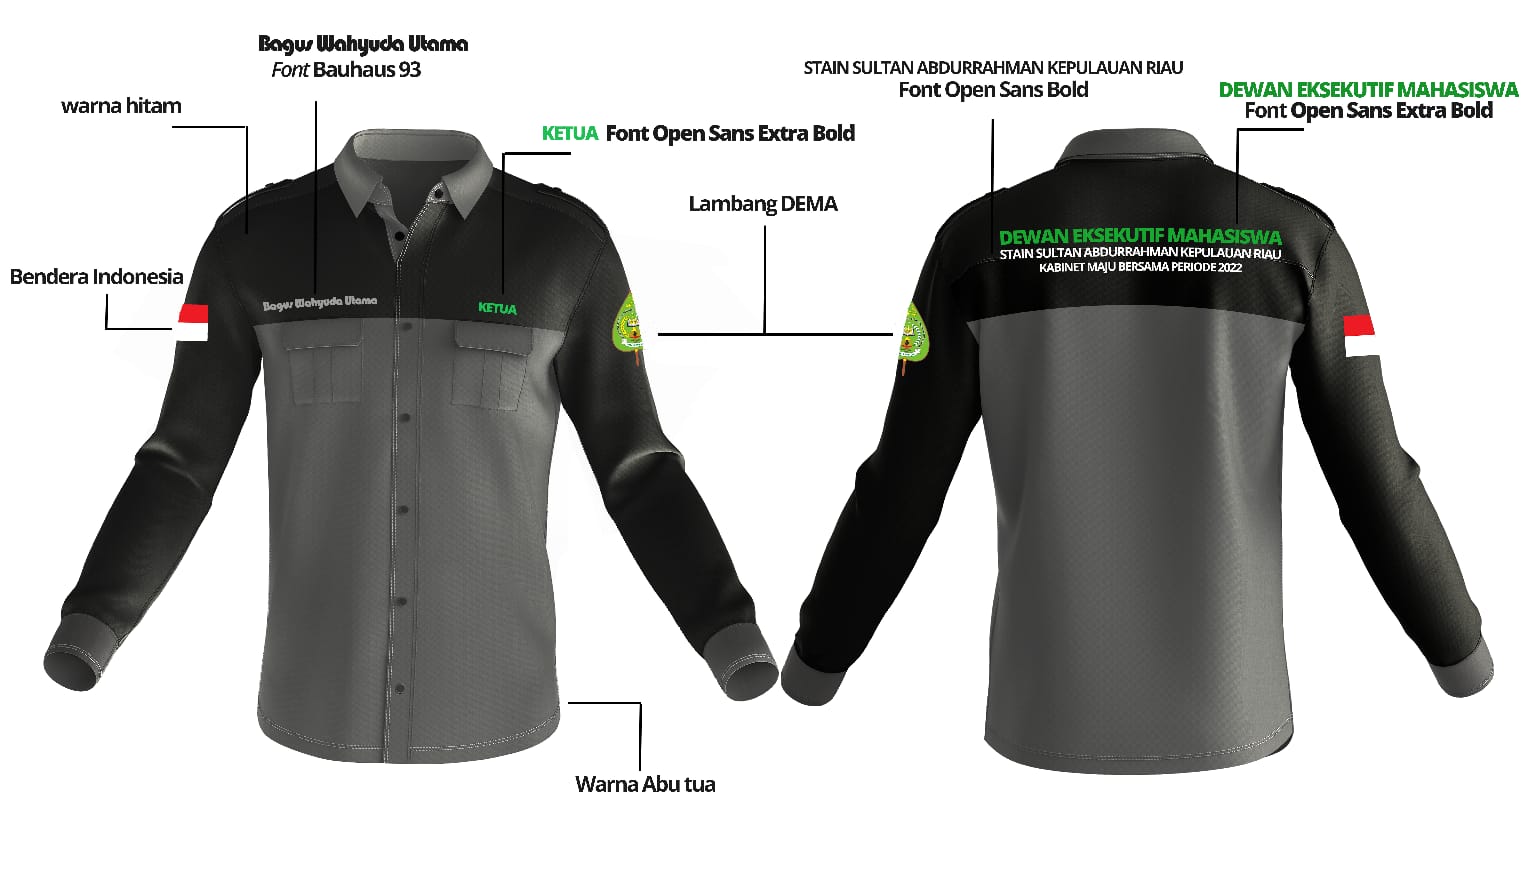 Bagus Wahyuda Utama
Font Bauhaus 93
warna hitam
KETUA Font Open Sans Extra Bold
Bendera Indonesia
Lambang DEMA
Bagus Wahyuda Utama
KETUA
Warna Abu tua
STAIN SULTAN ABDURRAHMAN KEPULAUAN RIAU
Font Open Sans Bold
DEWAN EKSEKUTIF MAHASISWA
Font Open Sans Extra Bold
DEWAN EKSEKUTIF MAHASISWA
STAIN SULTAN ABDURRAHMAN KEPULAUAN RIAU
KABINET MAJU BERSAMA PERIODE 2022